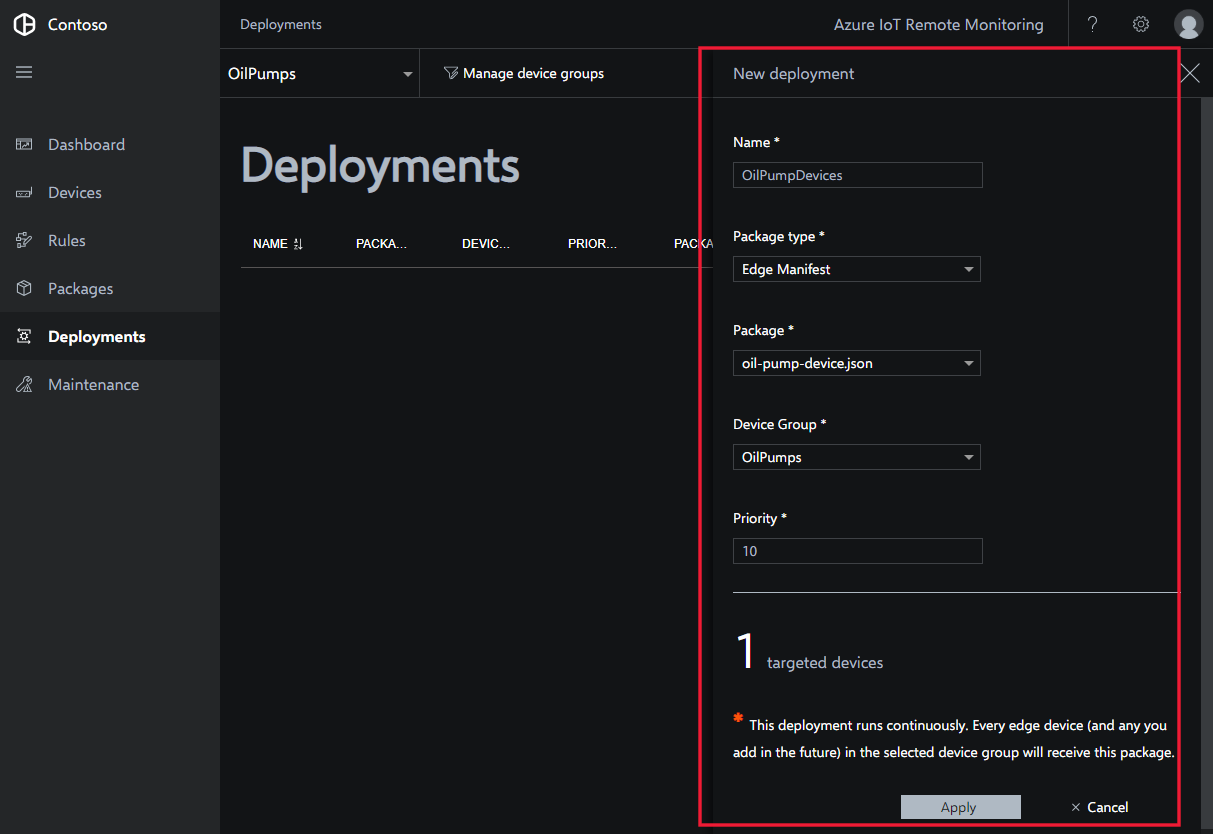 Contoso
Deployments
Azure IoT Remote Monitoring
?
OilPumps
Manage device groups
New deployment
Dashboard
Devices
Rules
Packages
Deployments
Maintenance
Deployments
NAME PACKA... DEVIC... PRIOR... PACKA
Name *
OilPumpDevices
Package type *
Edge Manifest
Package *
oil-pump-device.json
Device Group *
OilPumps
Priority *
10
1 targeted devices
* This deployment runs continuously. Every edge device (and any you
add in the future) in the selected device group will receive this package.
Apply
Cancel